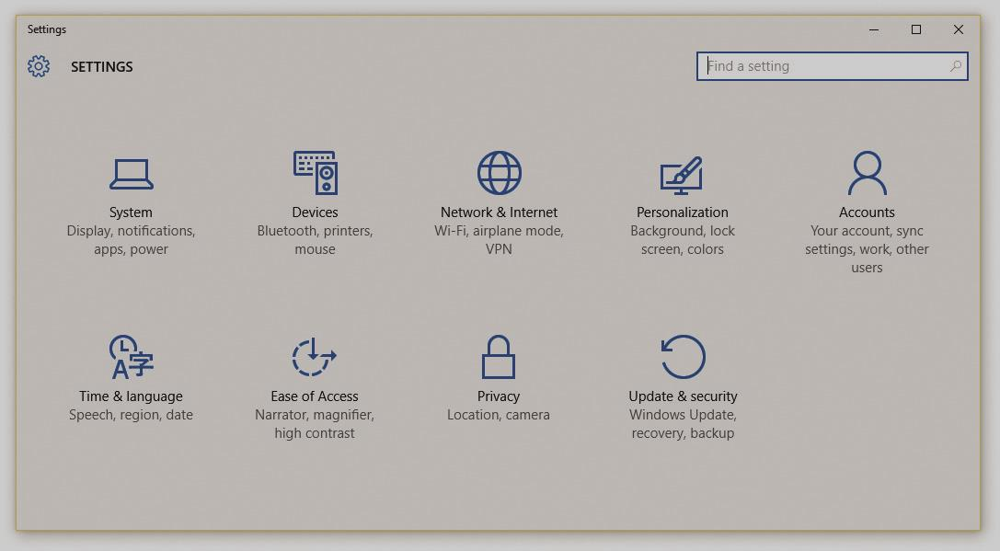 Settings
SETTINGS
Find a setting
System
Display, notifications,
apps, power
Devices
Bluetooth, printers,
mouse
Network & Internet
Wi-Fi, airplane mode,
VPN
Personalization
Background, lock
screen, colors
Accounts
Your account, sync
settings, work, other
users
A字
Time & language
Speech, region, date
Ease of Access
Narrator, magnifier,
high contrast
Privacy
Location, camera
Update & security
Windows Update,
recovery, backup